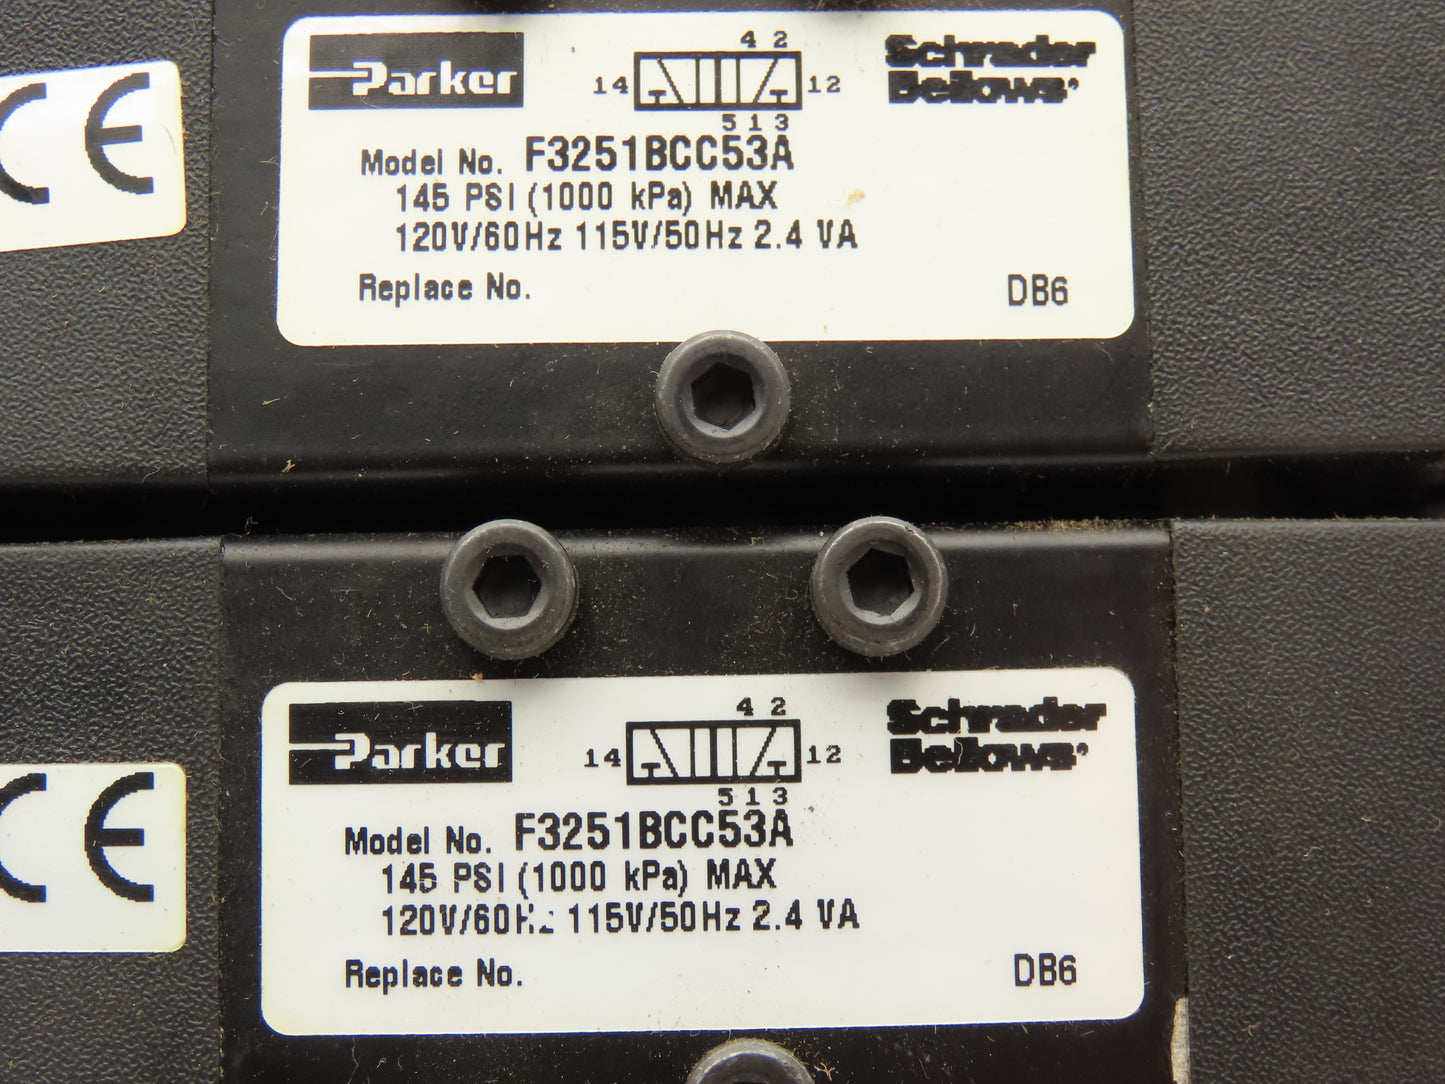 CE
Parker
4 2
14 12
5 1 3
Schrader
Bellows
Model No. F3251BCC53A
145 PSI (1000 kPa) MAX
120V/60Hz 115V/50Hz 2.4 VA
Replace No. DB6
CE
Parker
4 2
14 12
5 1 3
Schrader
Bellows
Model No. F3251BCC53A
145 PSI (1000 kPa) MAX
120V/60Hz 115V/50Hz 2.4 VA
Replace No. DB6